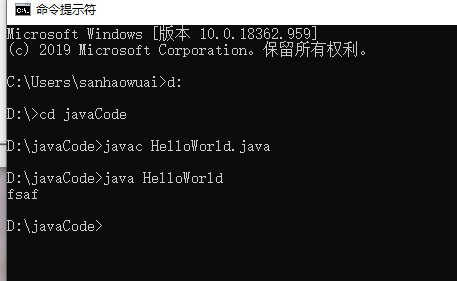 命令提示符
Microsoft Windows [版本 10.0.18362.959]
(c) 2019 Microsoft Corporation。保留所有权利。
C:\Users\sanhaowuai>d:
D:\>cd javaCode
D:\javaCode>javac HelloWorld.java
D:\javaCode>java HelloWorld
fsaf
D:\javaCode>